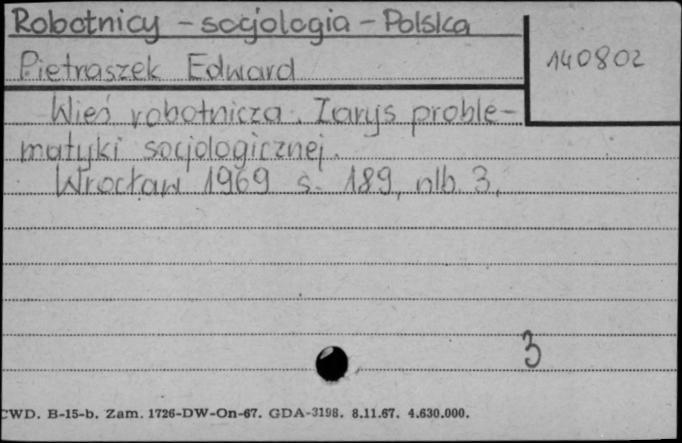 Robotnicy - socjologia - Polska
140802
Pietraszek Edward
Wieś robotnicza. Zarys proble-
matyki socjologicznej.
Wrocław 1969 s. 189, nlb. 3,
3
CWD. B-15-b. Zam. 1726-DW-On-67. GDA-3198. 8.11.67. 4.630.000.